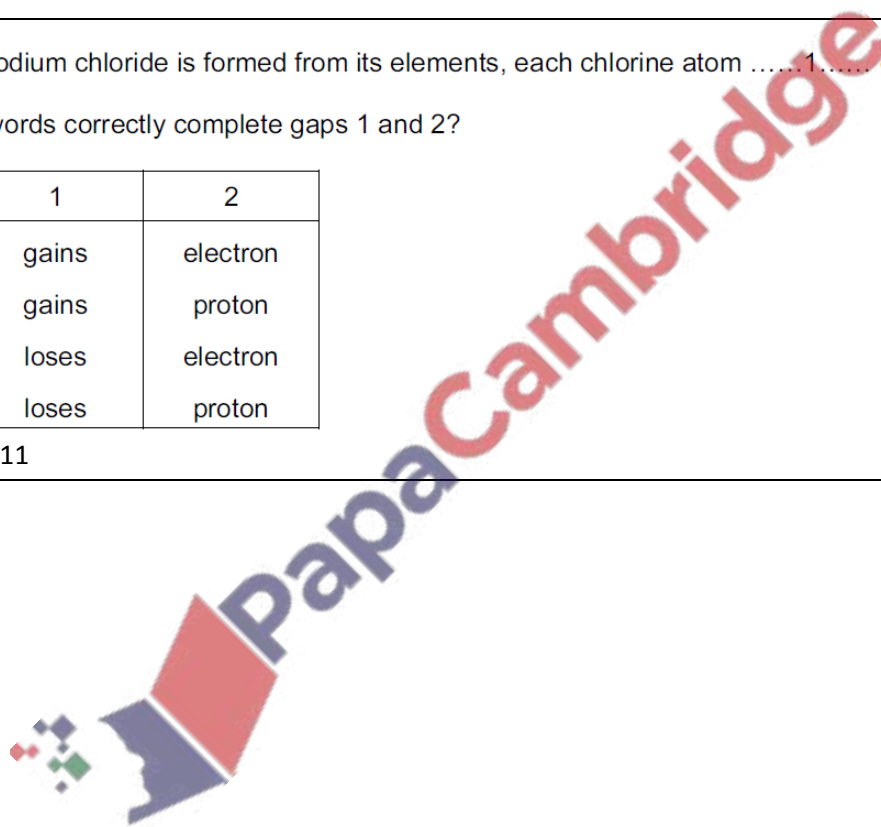 odium chloride is formed from its elements, each chlorine atom ......1......
words correctly complete gaps 1 and 2?
1 2
gains electron
gains proton
loses electron
loses proton
11
PapaCambridge